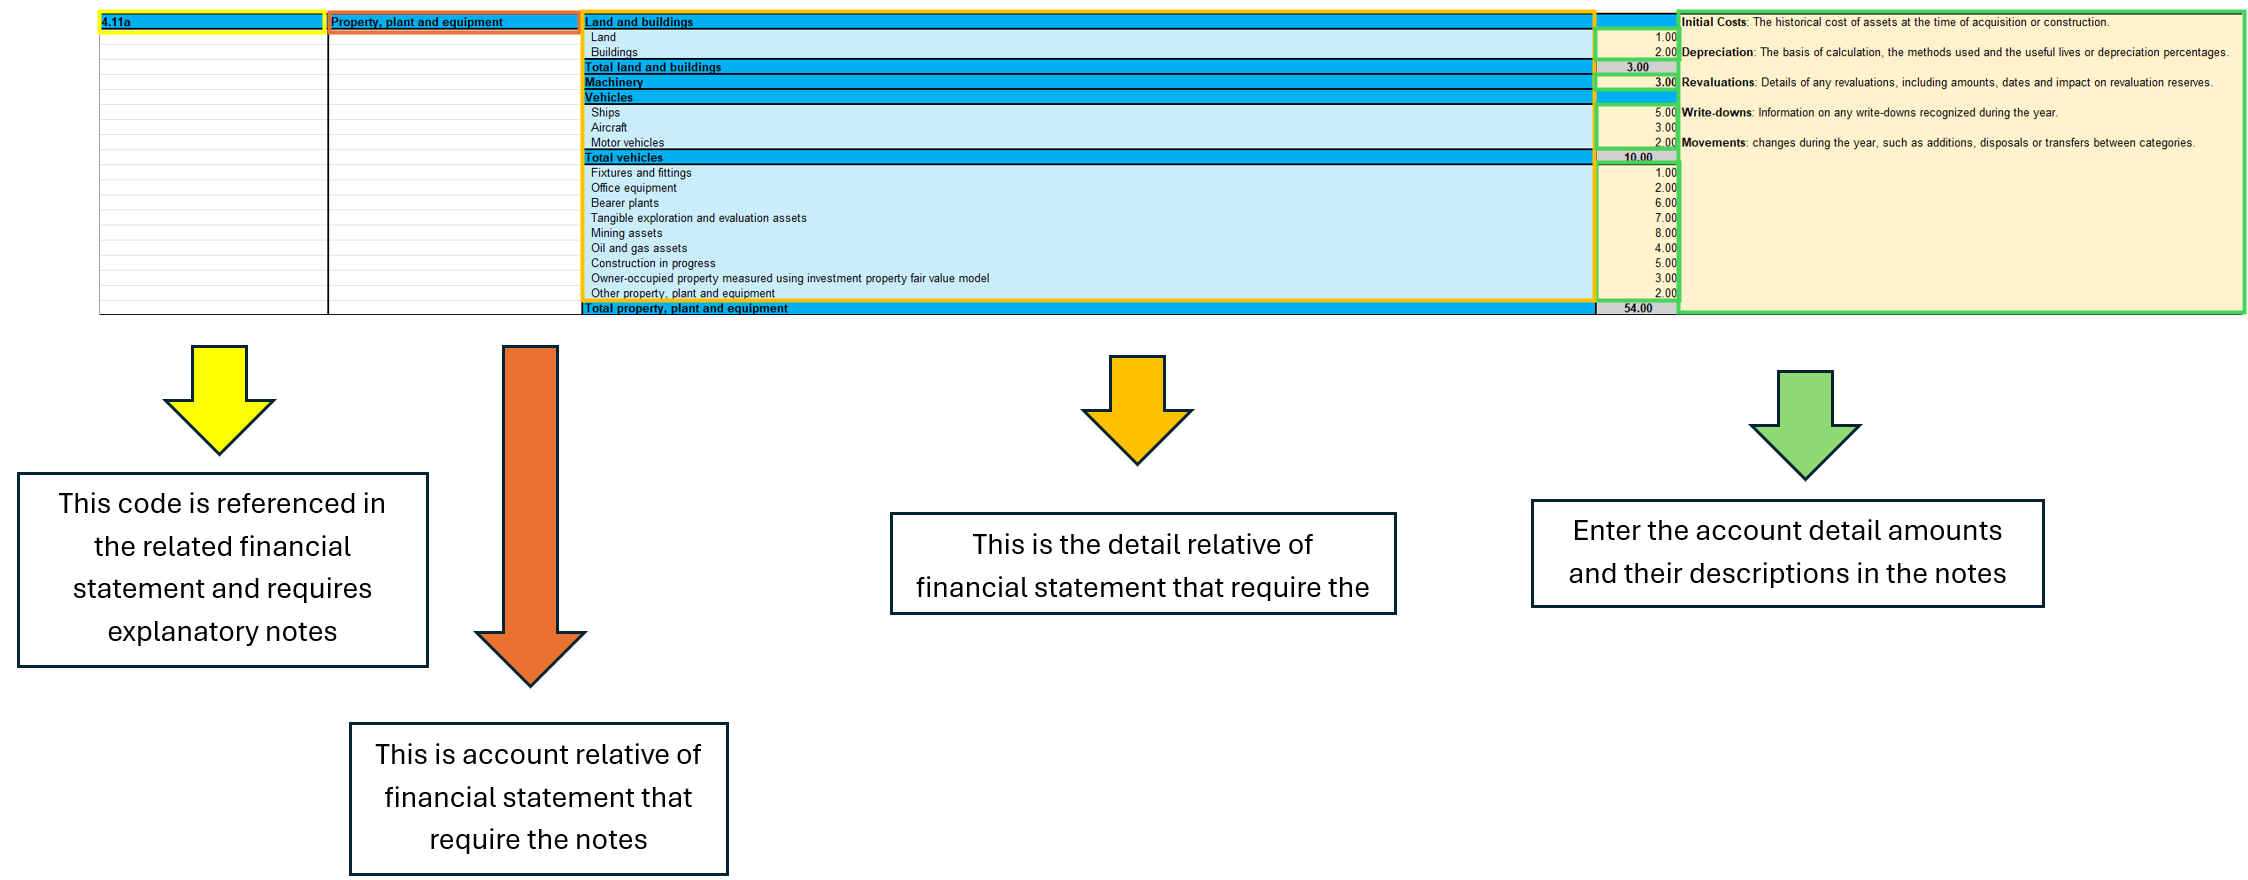 4.11a Property, plant and equipment Land and buildings Initial Costs: The historical cost of assets at the time of acquisition or construction.
Land 1.00
Buildings 2.00 Depreciation: The basis of calculation, the methods used and the useful lives or depreciation percentages.
Total land and buildings 3.00
Machinery 3.00 Revaluations: Details of any revaluations, including amounts, dates and impact on revaluation reserves.
Vehicles
Ships 5.00 Write-downs: Information on any write-downs recognized during the year.
Aircraft 3.00
Motor vehicles 2.00 Movements: changes during the year, such as additions, disposals or transfers between categories.
Total vehicles 10.00
Fixtures and fittings 1.00
Office equipment 2.00
Bearer plants 6.00
Tangible exploration and evaluation assets 7.00
Mining assets 8.00
Oil and gas assets 4.00
Construction in progress 5.00
Owner-occupied property measured using investment property fair value model 3.00
Other property, plant and equipment 2.00
Total property, plant and equipment 54.00
This code is referenced in
the related financial
statement and requires
explanatory notes
This is account relative of
financial statement that
require the notes
This is the detail relative of
financial statement that require the
Enter the account detail amounts
and their descriptions in the notes